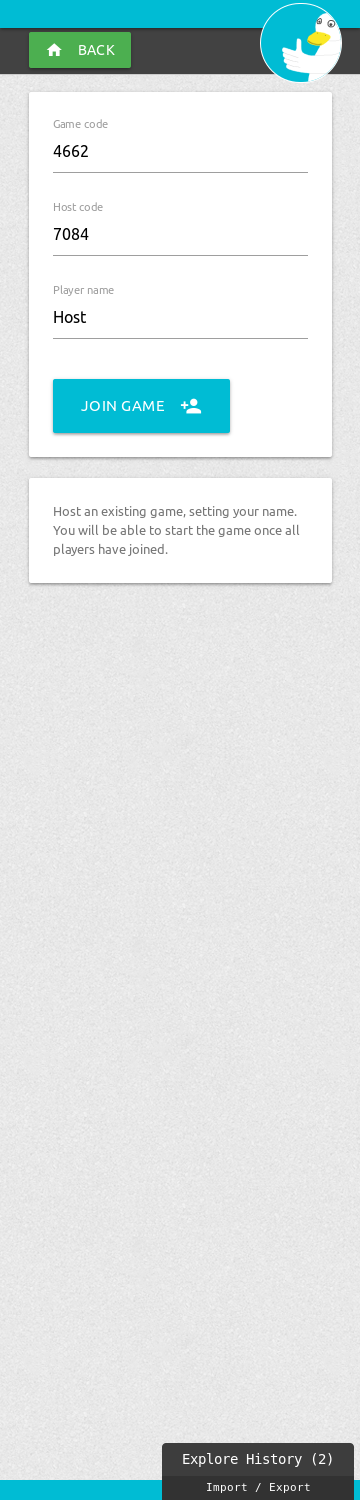 BACK
Game code
4662
Host code
7084
Player name
Host
JOIN GAME
Host an existing game, setting your name.
You will be able to start the game once all
players have joined.
Explore History (2)
Import / Export